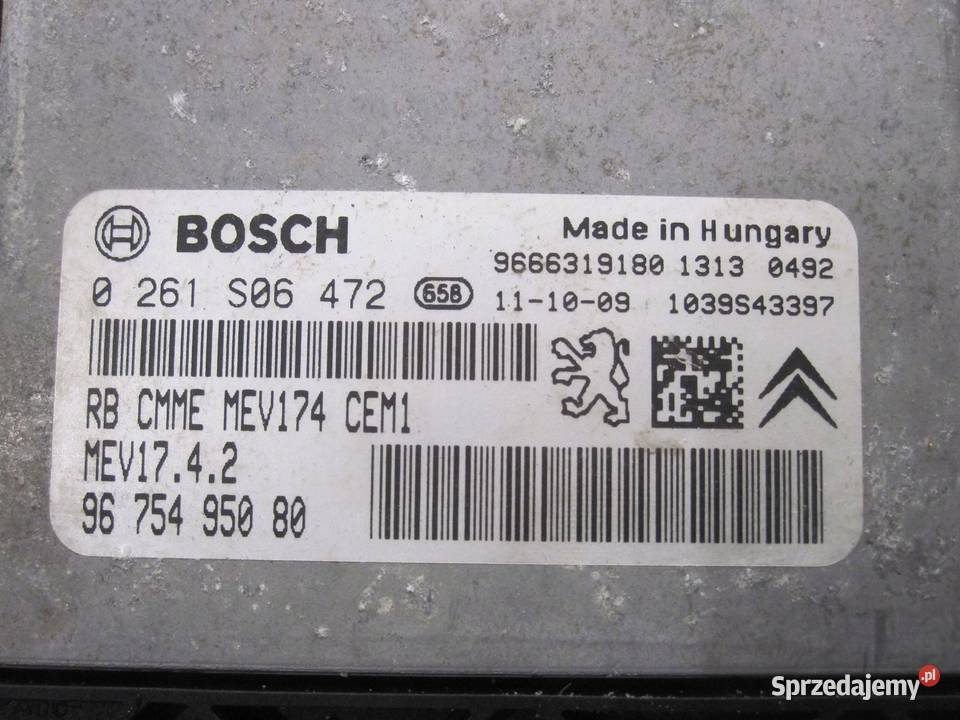 BOSCH
Made in Hungary
9666319180 1313 0492
0 261 S06 472 658
11-10-09 1039S43397
RB CMME MEV174 CEM1
MEV17.4.2
96 754 950 80
Sprzedajemy.pl